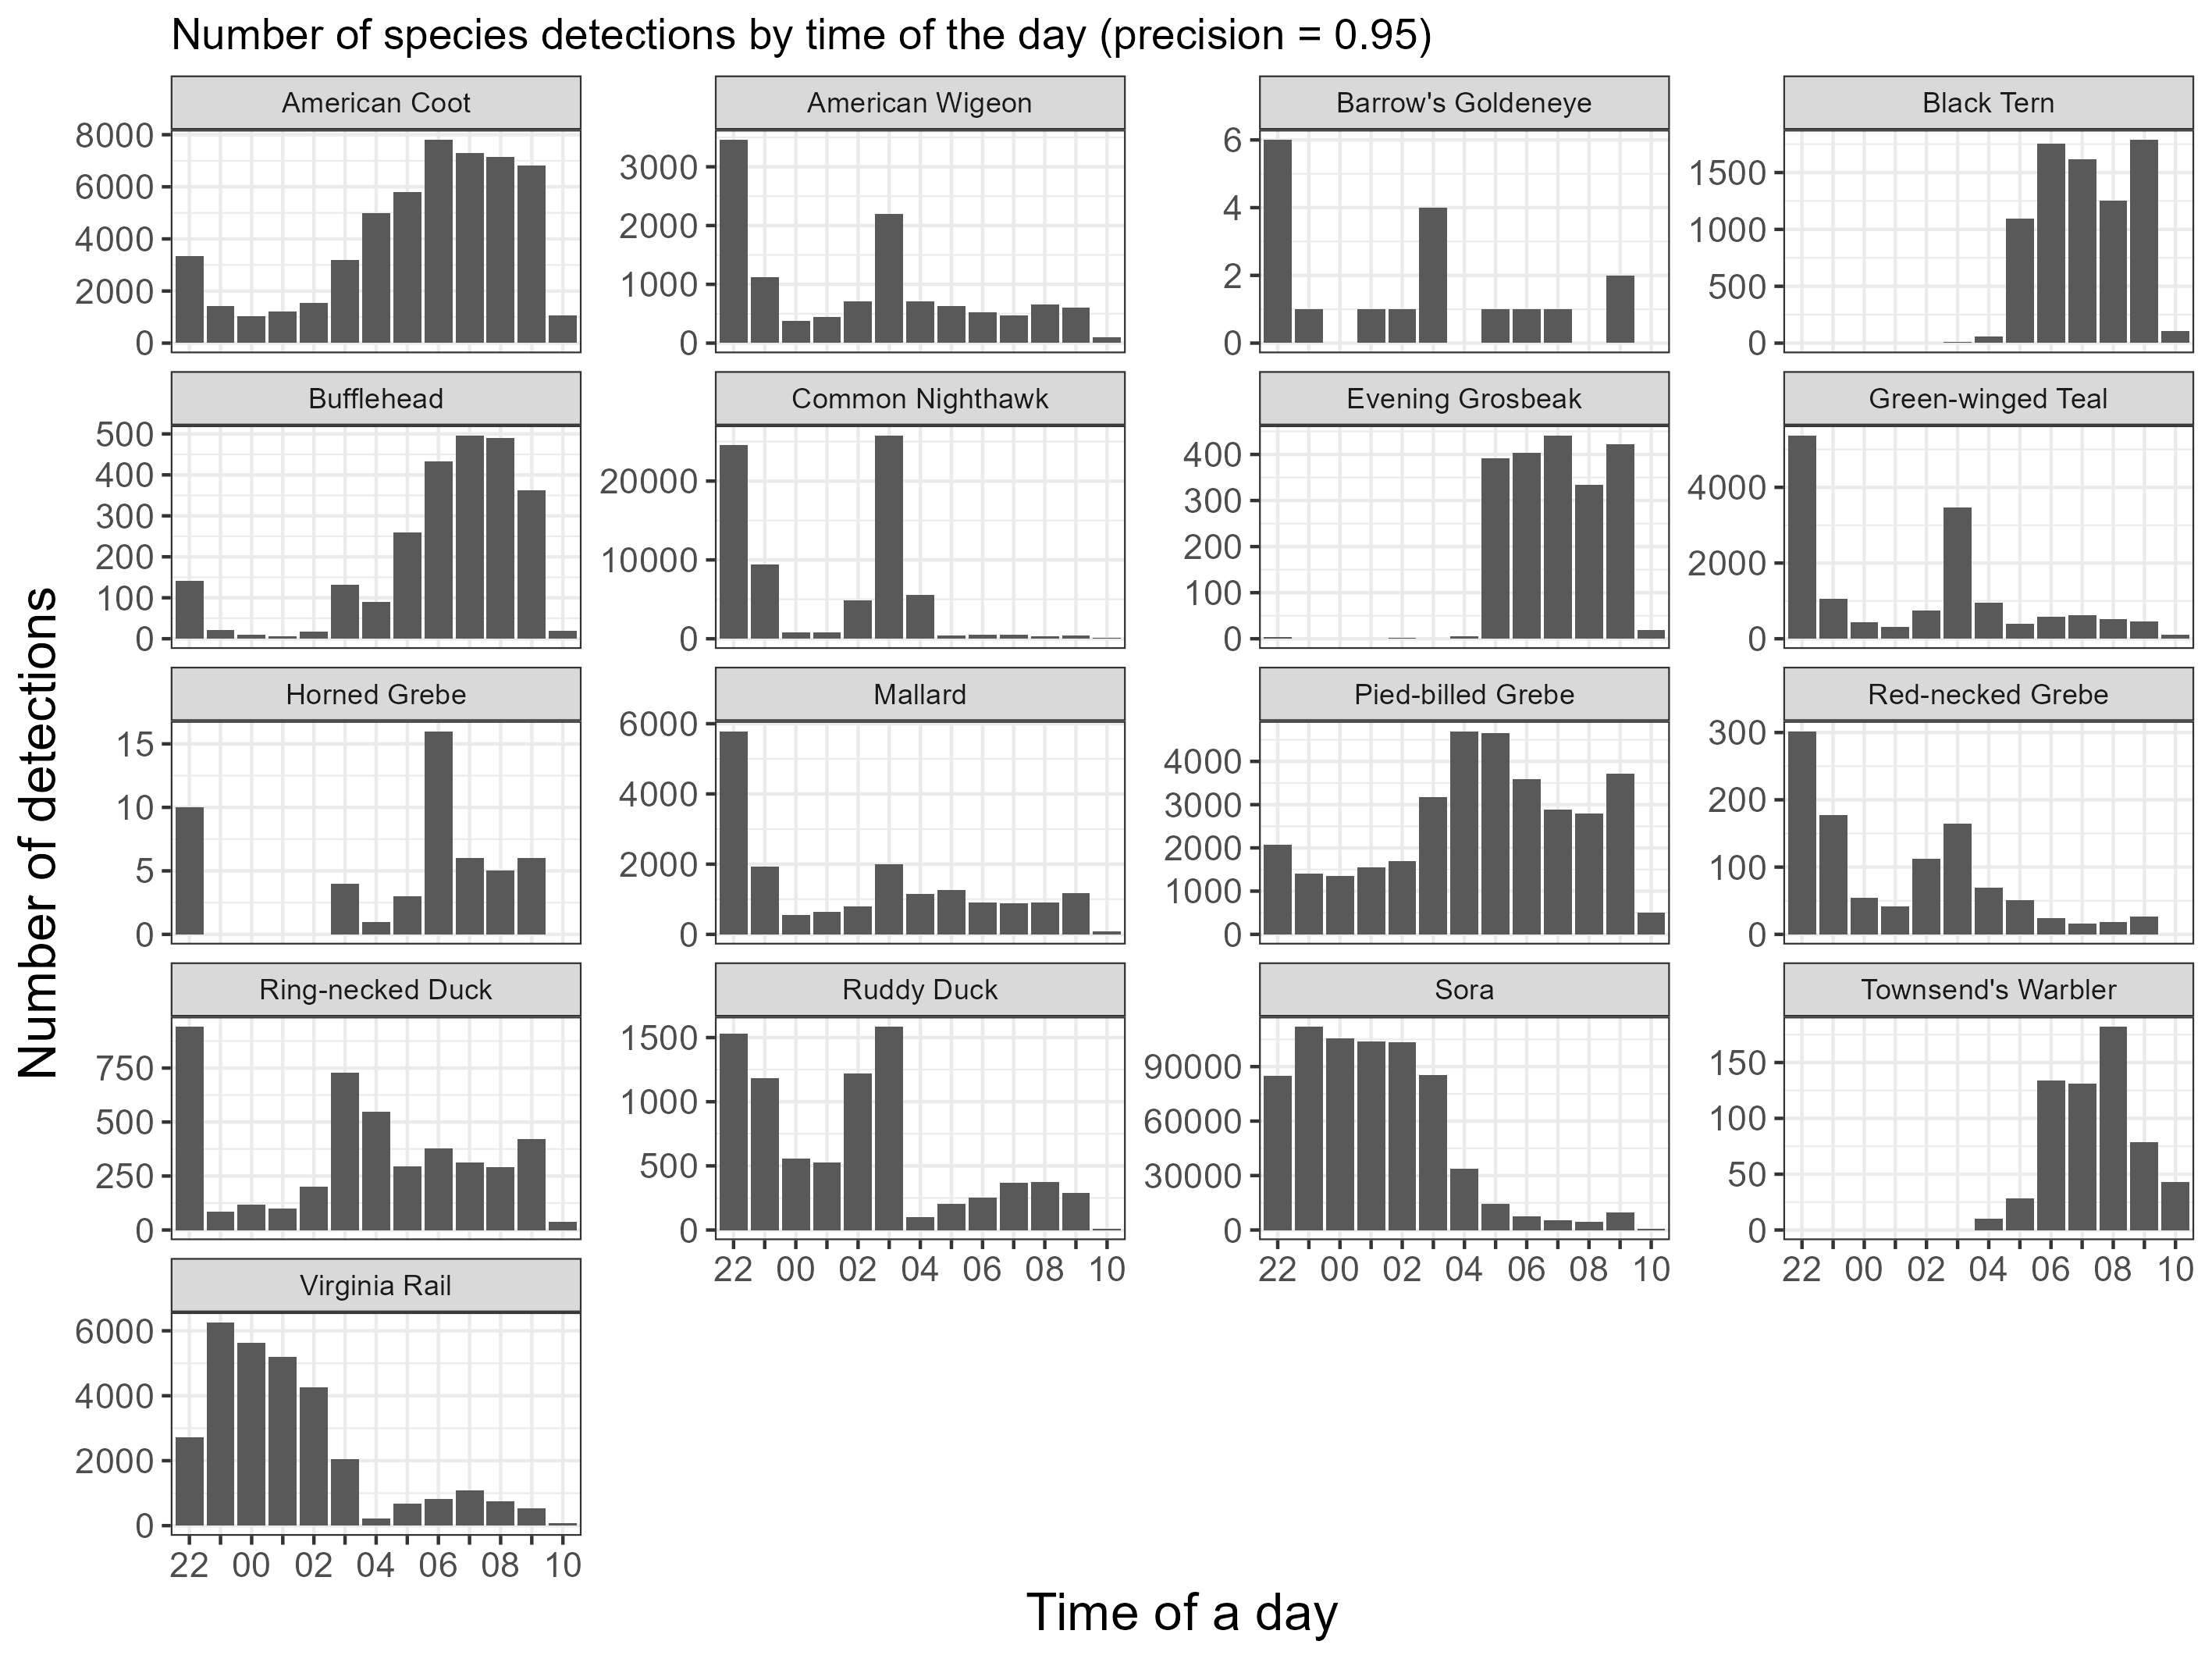 Number of species detections by time of the day (precision = 0.95)
American Coot
8000
6000
4000
2000
0
American Wigeon
3000
2000
1000
0
Barrow's Goldeneye
6
4
2
0
Black Tern
1500
1000
500
0
Bufflehead
500
400
300
200
100
0
Common Nighthawk
20000
10000
0
Evening Grosbeak
400
300
200
100
0
Green-winged Teal
4000
2000
0
Horned Grebe
15
10
5
0
Mallard
6000
4000
2000
0
Pied-billed Grebe
4000
3000
2000
1000
0
Red-necked Grebe
300
200
100
0
Ring-necked Duck
750
500
250
0
Ruddy Duck
1500
1000
500
0
22 00 02 04 06 08 10
Sora
90000
60000
30000
0
22 00 02 04 06 08 10
Townsend's Warbler
150
100
50
0
22 00 02 04 06 08 10
Virginia Rail
6000
4000
2000
0
22 00 02 04 06 08 10
Number of detections
Time of a day